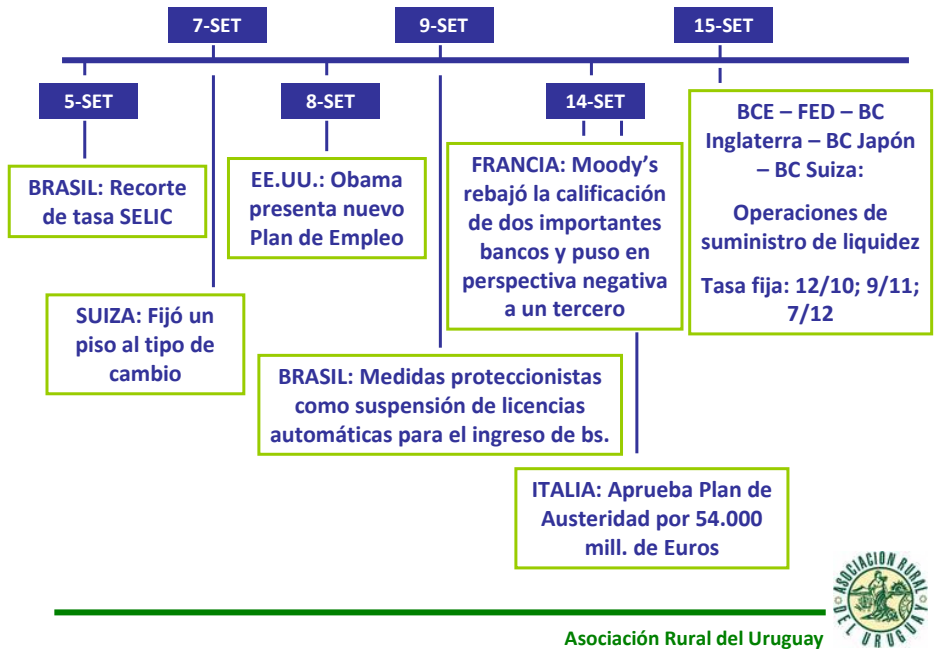 7-SET
9-SET
15-SET
5-SET
8-SET
14-SET
BRASIL: Recorte
de tasa SELIC
SUIZA: Fijó un
piso al tipo de
cambio
EE.UU.: Obama
presenta nuevo
Plan de Empleo
BRASIL: Medidas proteccionistas
como suspensión de licencias
automáticas para el ingreso de bs.
FRANCIA: Moody’s
rebajó la calificación
de dos importantes
bancos y puso en
perspectiva negativa
a un tercero
ITALIA: Aprueba Plan de
Austeridad por 54.000
mill. de Euros
BCE – FED – BC
Inglaterra – BC Japón
– BC Suiza:
Operaciones de
suministro de liquidez
Tasa fija: 12/10; 9/11;
7/12
Asociación Rural del Uruguay
ASOCIACION RURAL
DEL URUGUAY